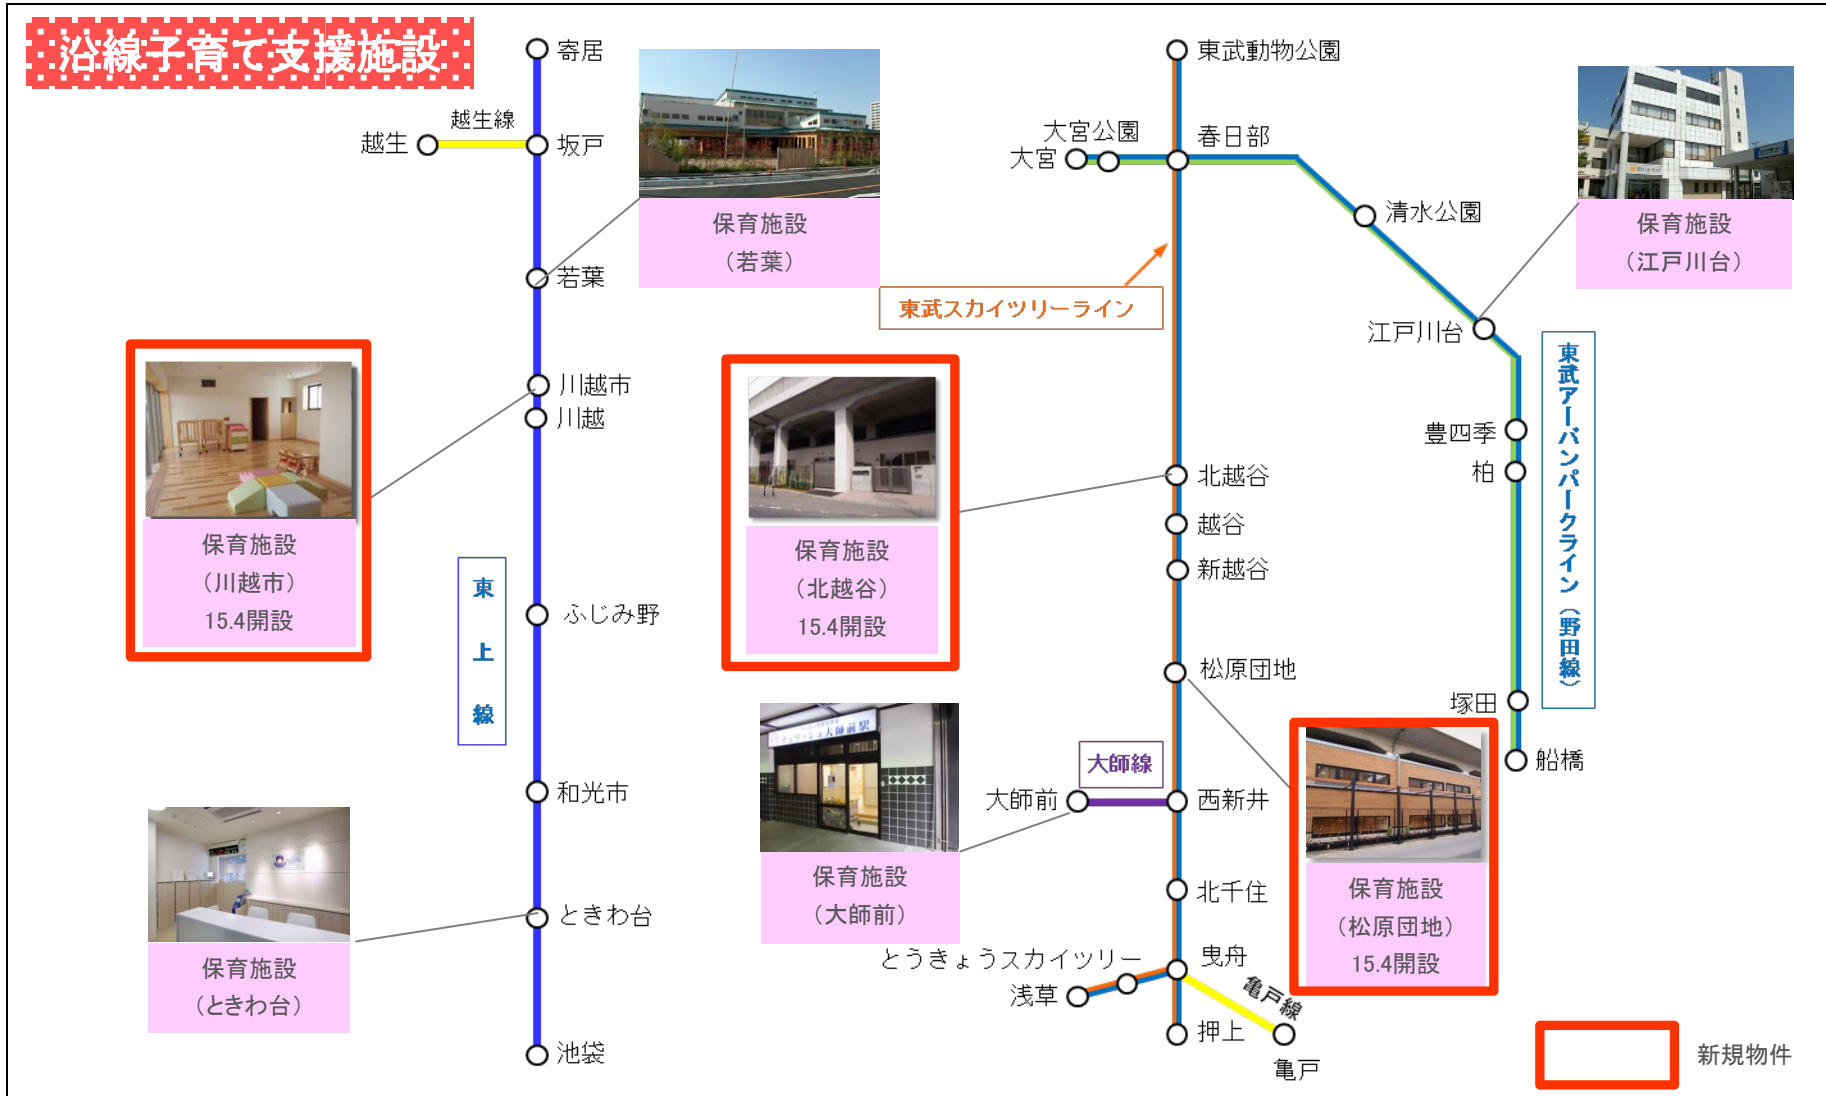 沿線子育て支援施設
寄居
越生線
越生
坂戸
若葉
川越市
川越
ふじみ野
和光市
ときわ台
池袋
東上線
保育施設
（若葉）
保育施設
（川越市）
15.4開設
保育施設
（ときわ台）
東武動物公園
大宮公園
大宮
春日部
清水公園
江戸川台
豊四季
柏
塚田
船橋
東武スカイツリーライン
東武アーバンパークライン（野田線）
保育施設
（江戸川台）
北越谷
越谷
新越谷
松原団地
大師線
大師前
西新井
北千住
とうきょうスカイツリー
曳舟
浅草
亀戸線
押上
亀戸
保育施設
（北越谷）
15.4開設
チェリッシュ大師前駅
保育施設
（大師前）
保育施設
（松原団地）
15.4開設
新規物件